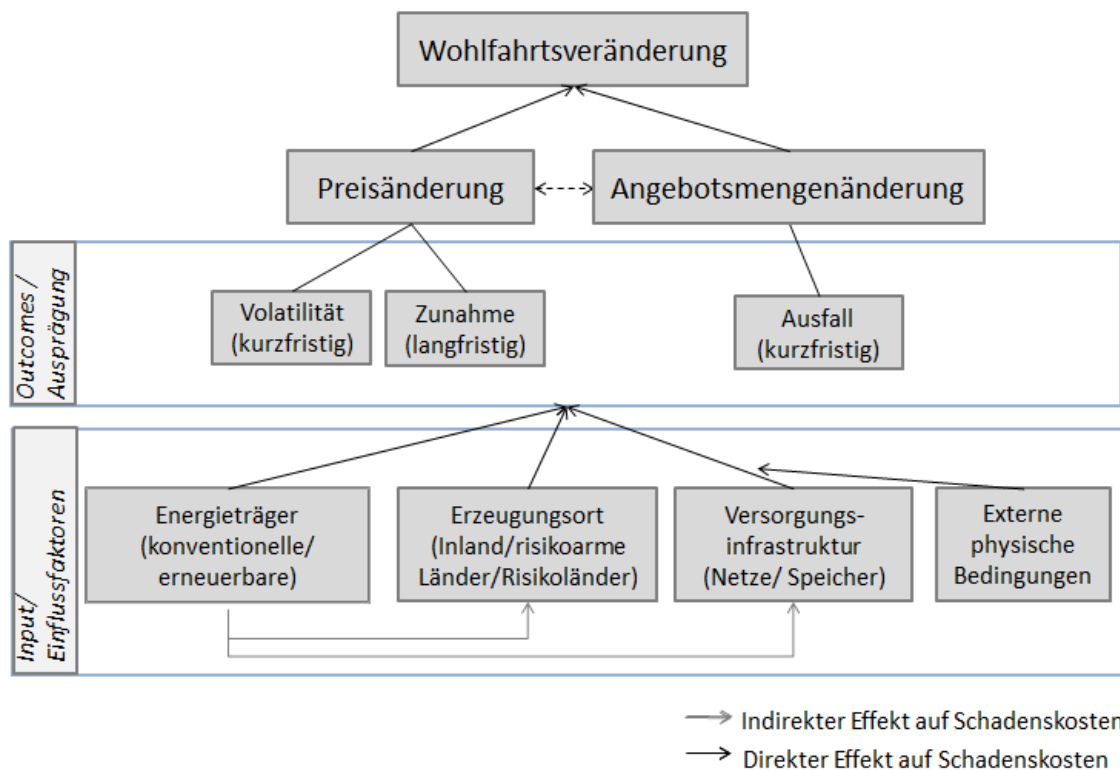 Wohlfahrtsveränderung
Preisänderung
Angebotsmengenänderung
Outcomes /
Ausprägung
Volatilität
(kurzfristig)
Zunahme
(langfristig)
Ausfall
(kurzfristig)
Input/
Einflussfaktoren
Energieträger
(konventionelle/
erneuerbare)
Erzeugungsort
(Inland/risikoarme
Länder/Risikoländer)
Versorgungs-
infrastruktur
(Netze/ Speicher)
Externe
physische
Bedingungen
Indirekter Effekt auf Schadenskosten
Direkter Effekt auf Schadenskosten